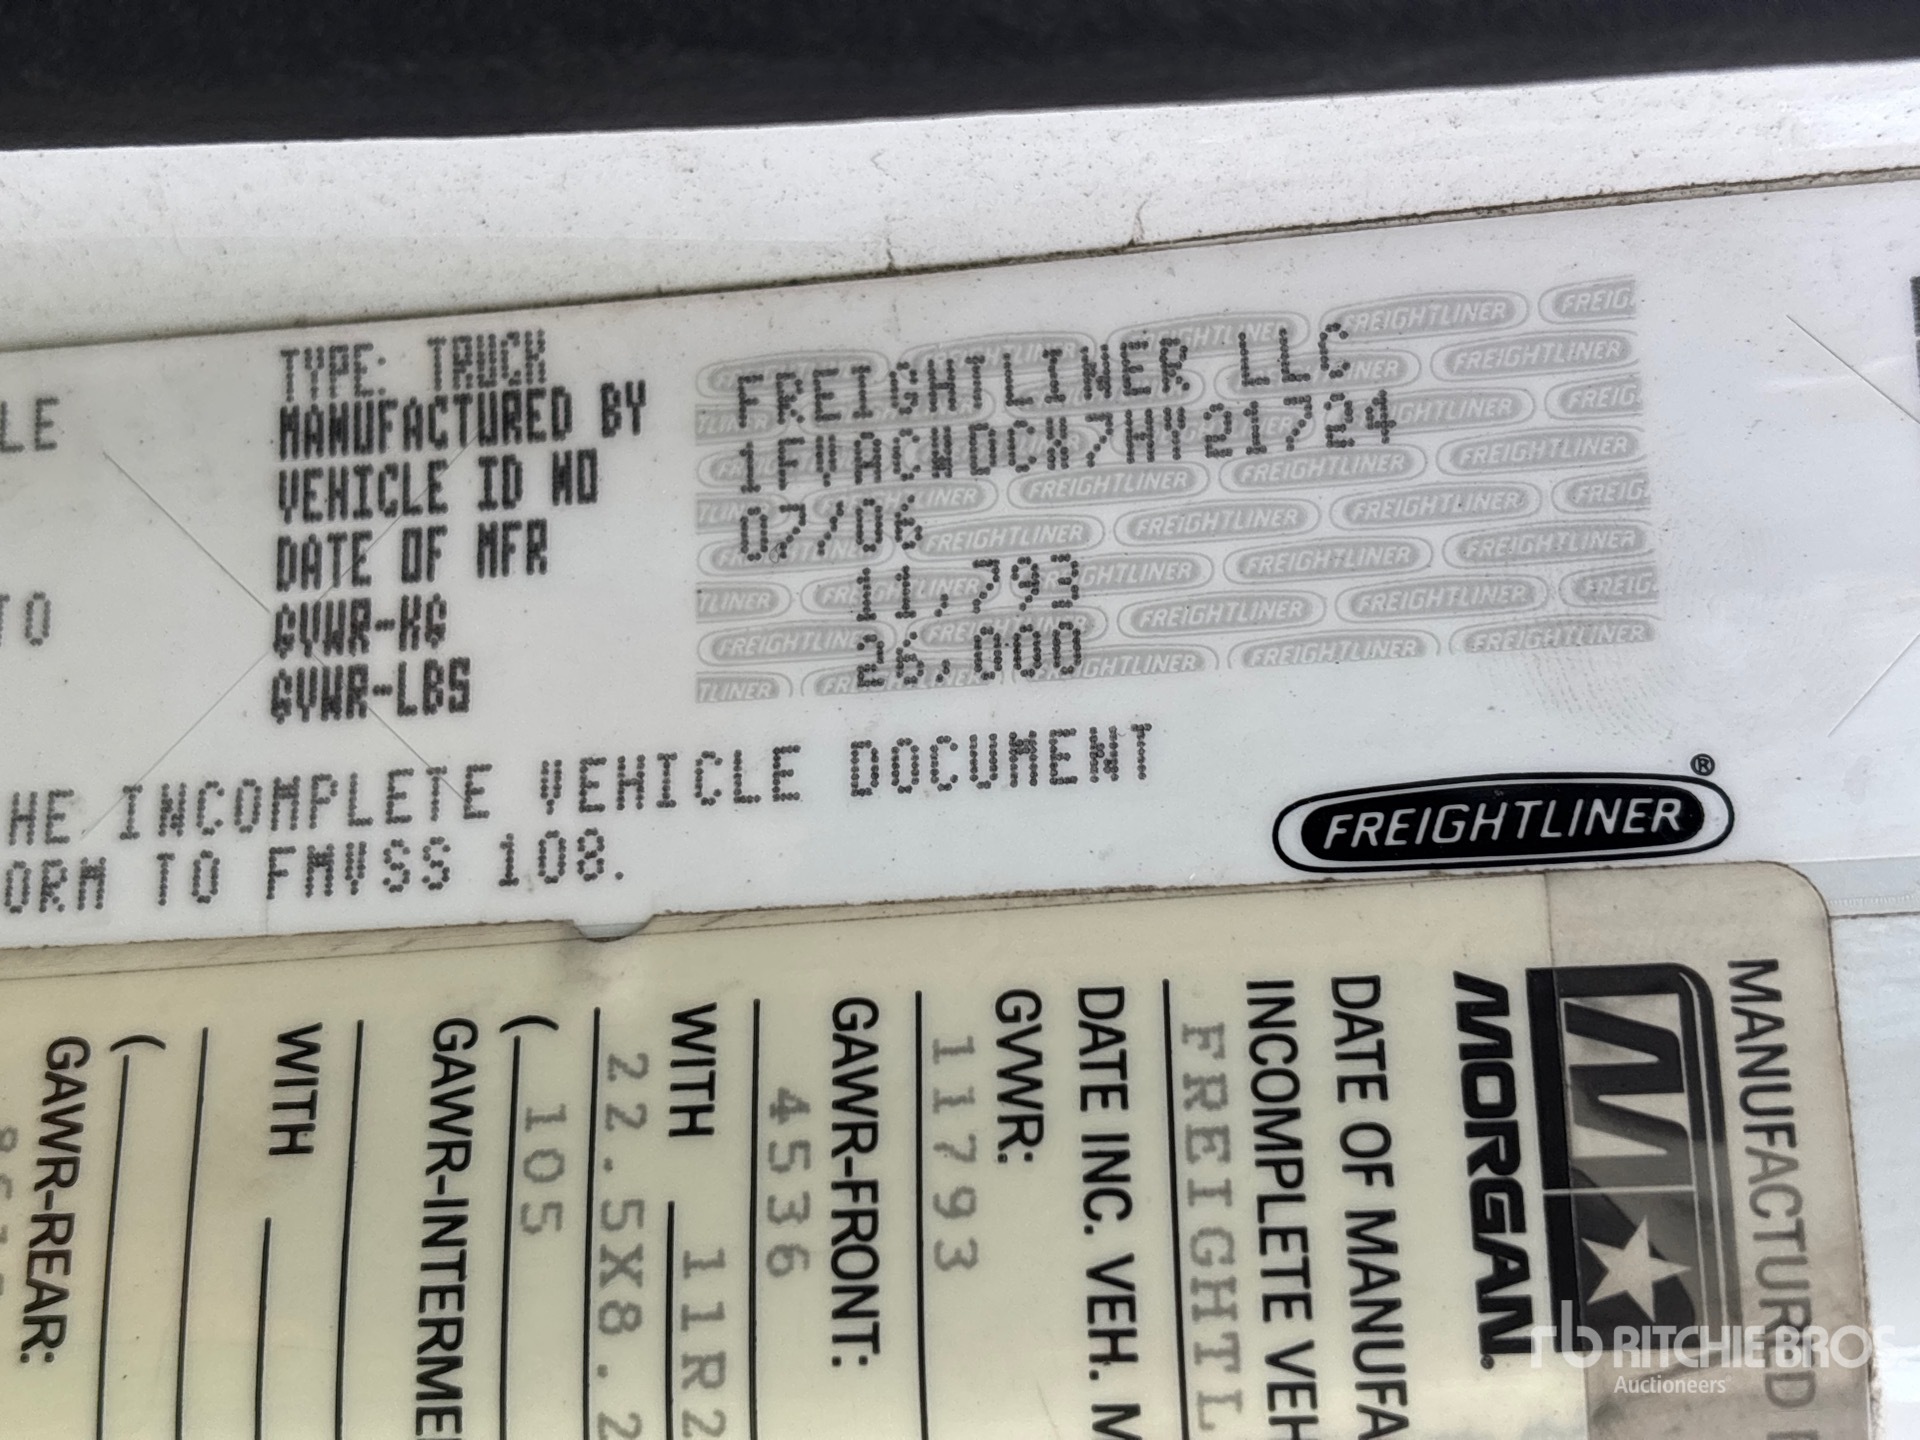 LE
TO
TYPE: TRUCK
MANUFACTURED BY FREIGHTLINER LLC
VEHICLE ID NO 1FVACWDCX7HY21724
DATE OF MFR 07/06
GVWR-KG 11,793
GVWR-LBS 26,000
HE INCOMPLETE VEHICLE DOCUMENT
ORM TO FMVSS 108.
FREIGHTLINER®
MANUFACTURED
MORGAN
DATE OF MANUFA
INCOMPLETE VEH
FREIGHTL
DATE INC. VEH. M
GVWR:
11793
GAWR-FRONT:
4536
WITH 11R2
22.5X8.2
( 105
GAWR-INTERME
WITH
(
GAWR-REAR:
RITCHIE BROS
Auctioneers